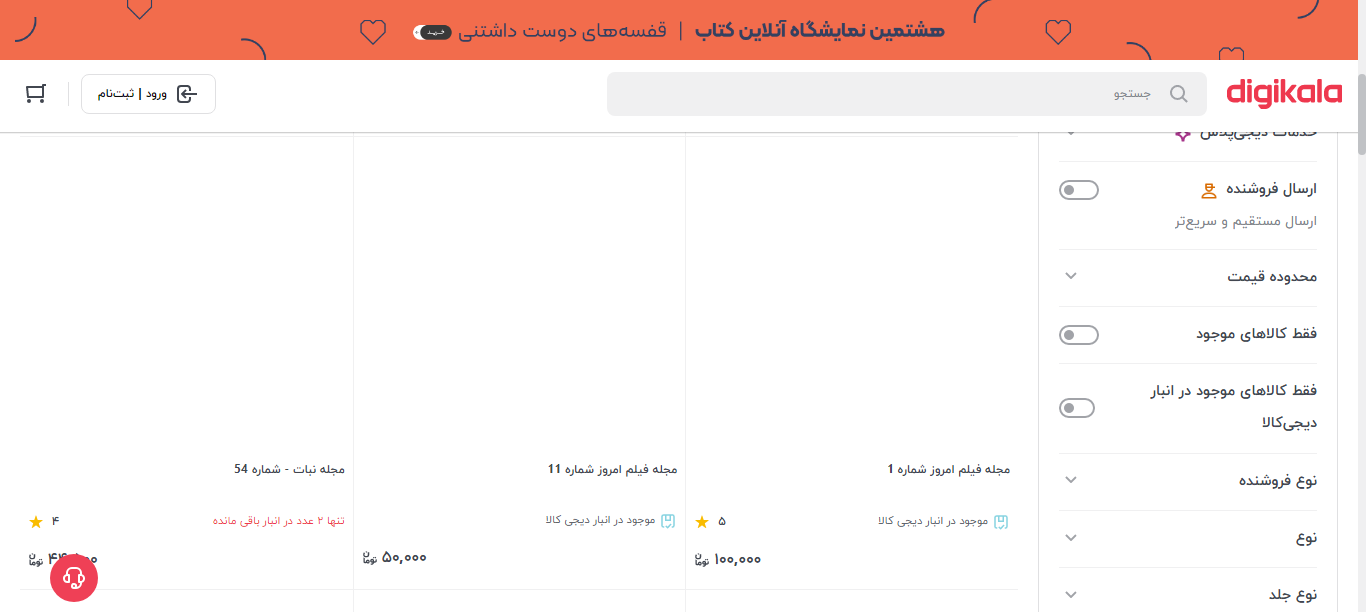 هشتمین نمایشگاه آنلاین کتاب | قفسه‌های دوست داشتنی خرید
digikala
جستجو
ورود | ثبت‌نام
خدمات دیجی‌پلاس
ارسال فروشنده
ارسال مستقیم و سریع‌تر
محدوده قیمت
فقط کالاهای موجود
فقط کالاهای موجود در انبار
دیجی‌کالا
نوع فروشنده
نوع
نوع جلد
مجله فیلم امروز شماره 1
موجود در انبار دیجی کالا
۵
۱۰۰,۰۰۰ تومان
مجله فیلم امروز شماره 11
موجود در انبار دیجی کالا
۵۰,۰۰۰ تومان
مجله نبات - شماره 54
تنها ۲ عدد در انبار باقی مانده
۴
تومان